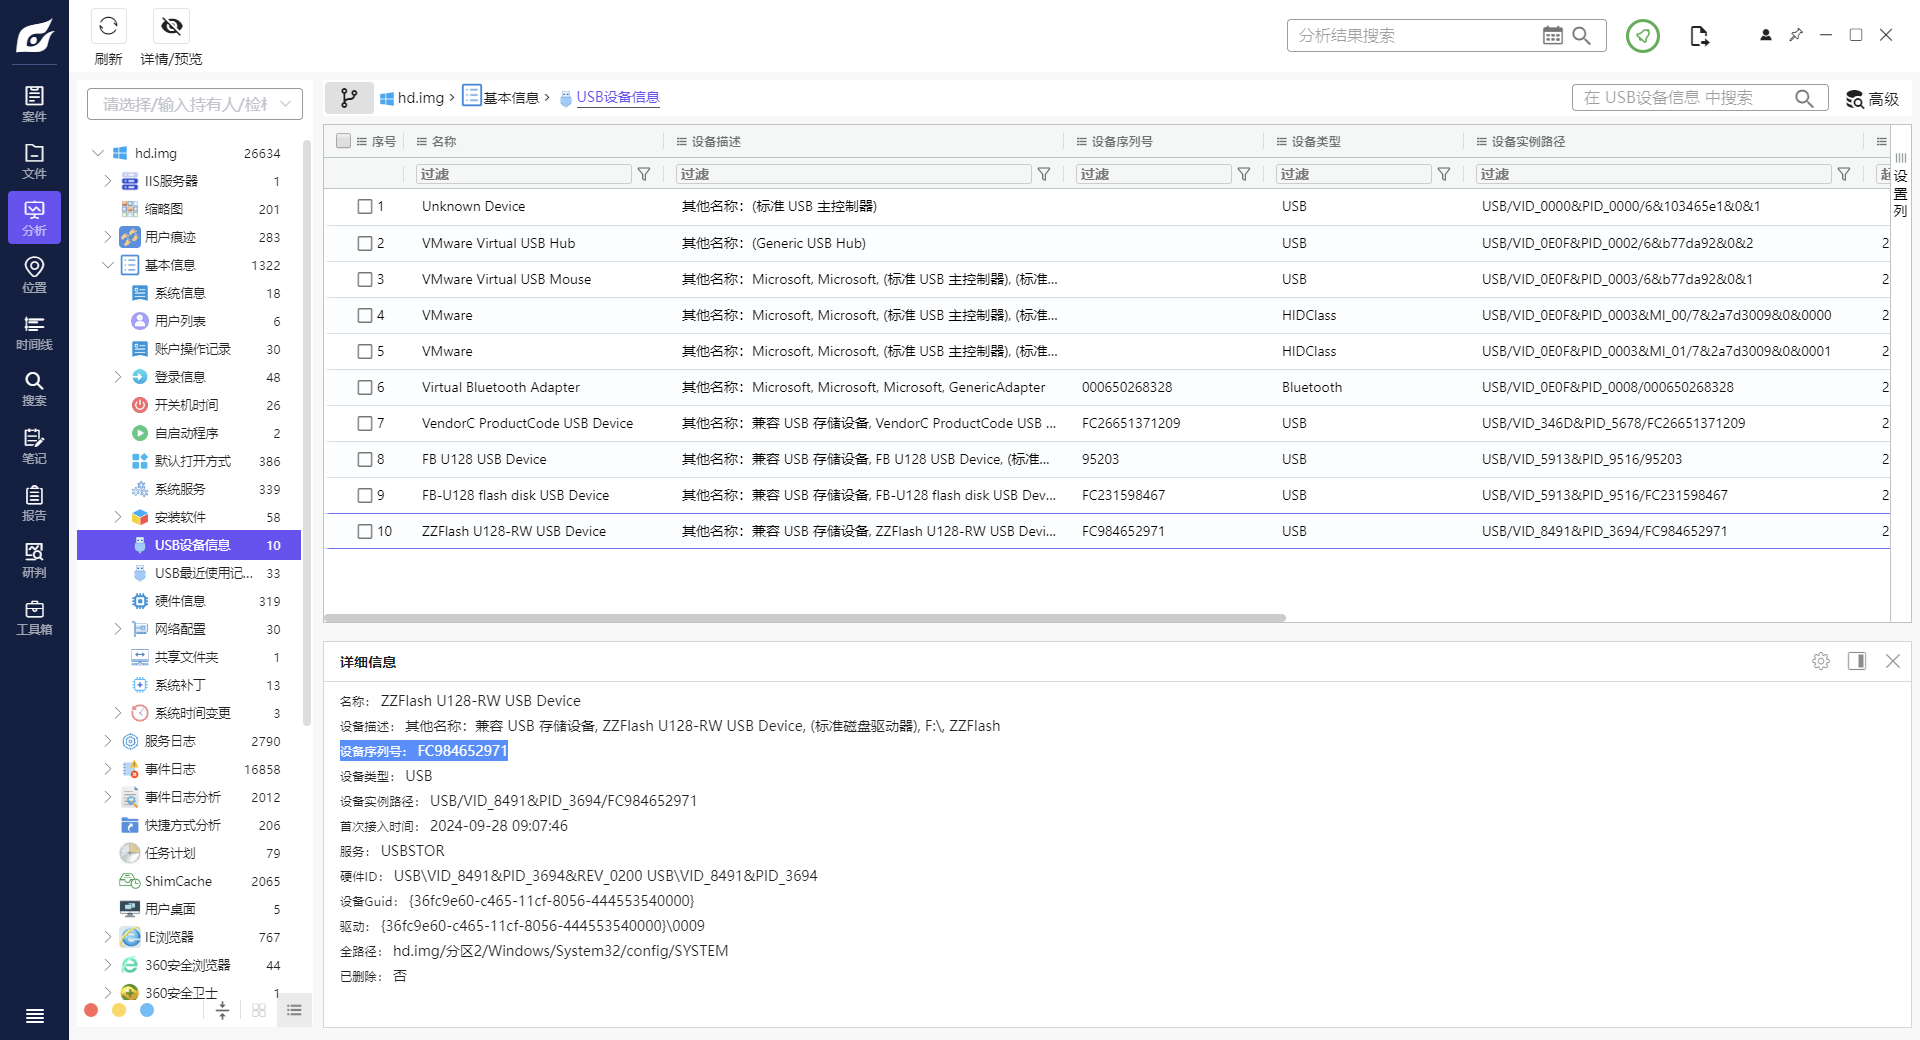 刷新
详情/预览
分析结果搜索
案件
文件
分析
位置
时间线
搜索
笔记
报告
研判
工具箱
请选择/输入持有人/检材
hd.img 26634
IIS服务器 1
缩略图 201
用户痕迹 283
基本信息 1322
系统信息 18
用户列表 6
账户操作记录 30
登录信息 48
开关机时间 26
自启动程序 2
默认打开方式 386
系统服务 339
安装软件 58
USB设备信息 10
USB最近使用记... 33
硬件信息 319
网络配置 30
共享文件夹 1
系统补丁 13
系统时间变更 3
服务日志 2790
事件日志 16858
事件日志分析 2012
快捷方式分析 206
任务计划 79
ShimCache 2065
用户桌面 5
IE浏览器 767
360安全浏览器 44
360安全卫士 1
hd.img › 基本信息 › USB设备信息
在 USB设备信息 中搜索
高级
序号 名称 设备描述 设备序列号 设备类型 设备实例路径
过滤 过滤 过滤 过滤 过滤
设置列
1 Unknown Device 其他名称：(标准 USB 主控制器) USB USB/VID_0000&PID_0000/6&103465e1&0&1
2 VMware Virtual USB Hub 其他名称：(Generic USB Hub) USB USB/VID_0E0F&PID_0002/6&b77da92&0&2 2
3 VMware Virtual USB Mouse 其他名称：Microsoft, Microsoft, (标准 USB 主控制器), (标准... USB USB/VID_0E0F&PID_0003/6&b77da92&0&1 2
4 VMware 其他名称：Microsoft, Microsoft, (标准 USB 主控制器), (标准... HIDClass USB/VID_0E0F&PID_0003&MI_00/7&2a7d3009&0&0000 2
5 VMware 其他名称：Microsoft, Microsoft, (标准 USB 主控制器), (标准... HIDClass USB/VID_0E0F&PID_0003&MI_01/7&2a7d3009&0&0001 2
6 Virtual Bluetooth Adapter 其他名称：Microsoft, Microsoft, Microsoft, GenericAdapter 000650268328 Bluetooth USB/VID_0E0F&PID_0008/000650268328 2
7 VendorC ProductCode USB Device 其他名称：兼容 USB 存储设备, VendorC ProductCode USB ... FC26651371209 USB USB/VID_346D&PID_5678/FC26651371209 2
8 FB U128 USB Device 其他名称：兼容 USB 存储设备, FB U128 USB Device, (标准... 95203 USB USB/VID_5913&PID_9516/95203 2
9 FB-U128 flash disk USB Device 其他名称：兼容 USB 存储设备, FB-U128 flash disk USB Dev... FC231598467 USB USB/VID_5913&PID_9516/FC231598467 2
10 ZZFlash U128-RW USB Device 其他名称：兼容 USB 存储设备, ZZFlash U128-RW USB Devi... FC984652971 USB USB/VID_8491&PID_3694/FC984652971 2
详细信息
名称： ZZFlash U128-RW USB Device
设备描述： 其他名称：兼容 USB 存储设备, ZZFlash U128-RW USB Device, (标准磁盘驱动器), F:\, ZZFlash
设备序列号： FC984652971
设备类型： USB
设备实例路径： USB/VID_8491&PID_3694/FC984652971
首次接入时间： 2024-09-28 09:07:46
服务： USBSTOR
硬件ID： USB\VID_8491&PID_3694&REV_0200 USB\VID_8491&PID_3694
设备Guid： {36fc9e60-c465-11cf-8056-444553540000}
驱动： {36fc9e60-c465-11cf-8056-444553540000}\0009
全路径： hd.img/分区2/Windows/System32/config/SYSTEM
已删除： 否